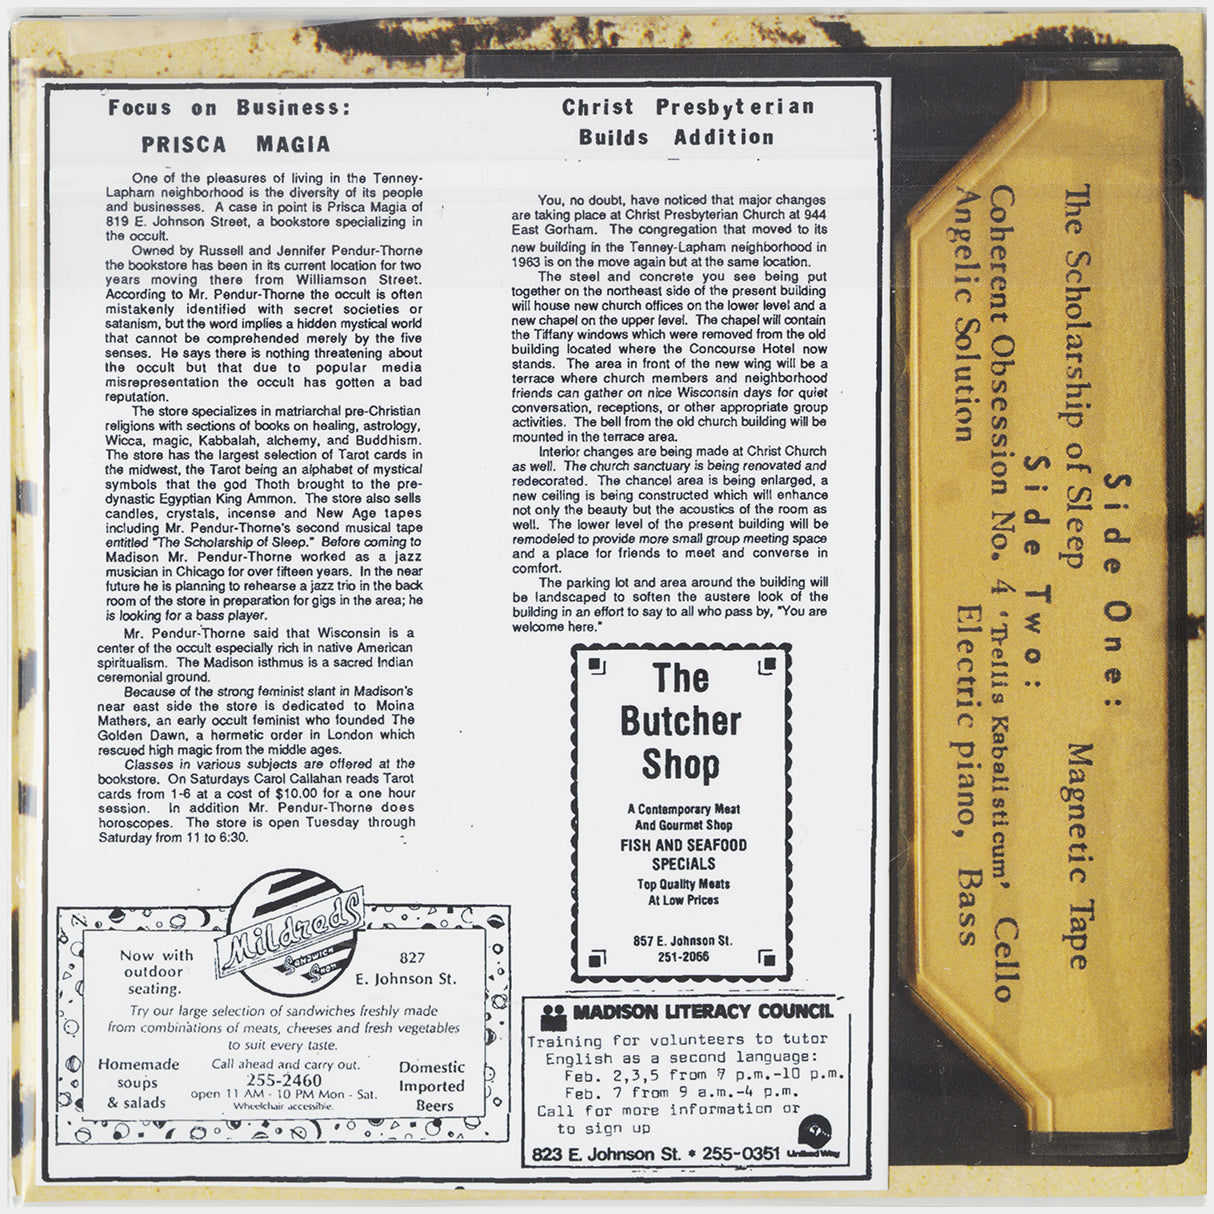 Focus on Business:
PRISCA MAGIA
One of the pleasures of living in the Tenney-
Lapham neighborhood is the diversity of its people
and businesses. A case in point is Prisca Magia of
819 E. Johnson Street, a bookstore specializing in
the occult.
Owned by Russell and Jennifer Pendur-Thorne
the bookstore has been in its current location for two
years moving there from Williamson Street.
According to Mr. Pendur-Thorne the occult is often
mistakenly identified with secret societies or
satanism, but the word implies a hidden mystical world
that cannot be comprehended merely by the five
senses. He says there is nothing threatening about
the occult but that due to popular media
misrepresentation the occult has gotten a bad
reputation.
The store specializes in matriarchal pre-Christian
religions with sections of books on healing, astrology,
Wicca, magic, Kabbalah, alchemy, and Buddhism.
The store has the largest selection of Tarot cards in
the midwest, the Tarot being an alphabet of mystical
symbols that the god Thoth brought to the pre-
dynastic Egyptian King Ammon. The store also sells
candles, crystals, incense and New Age tapes
including Mr. Pendur-Thorne's second musical tape
entitled "The Scholarship of Sleep." Before coming to
Madison Mr. Pendur-Thorne worked as a jazz
musician in Chicago for over fifteen years. In the near
future he is planning to rehearse a jazz trio in the back
room of the store in preparation for gigs in the area; he
is looking for a bass player.
Mr. Pendur-Thorne said that Wisconsin is a
center of the occult especially rich in native American
spiritualism. The Madison isthmus is a sacred Indian
ceremonial ground.
Because of the strong feminist slant in Madison's
near east side the store is dedicated to Moina
Mathers, an early occult feminist who founded The
Golden Dawn, a hermetic order in London which
rescued high magic from the middle ages.
Classes in various subjects are offered at the
bookstore. On Saturdays Carol Callahan reads Tarot
cards from 1-6 at a cost of $10.00 for a one hour
session. In addition Mr. Pendur-Thorne does
horoscopes. The store is open Tuesday through
Saturday from 11 to 6:30.
Mildreds
SANDWICH
SHOP
Now with
outdoor
seating.
827
E. Johnson St.
Try our large selection of sandwiches freshly made
from combinations of meats, cheeses and fresh vegetables
to suit every taste.
Homemade
soups
& salads
Call ahead and carry out.
255-2460
open 11 AM - 10 PM Mon - Sat.
Wheelchair accessible.
Domestic
Imported
Beers
Christ Presbyterian
Builds Addition
You, no doubt, have noticed that major changes
are taking place at Christ Presbyterian Church at 944
East Gorham. The congregation that moved to its
new building in the Tenney-Lapham neighborhood in
1963 is on the move again but at the same location.
The steel and concrete you see being put
together on the northeast side of the present building
will house new church offices on the lower level and a
new chapel on the upper level. The chapel will contain
the Tiffany windows which were removed from the old
building located where the Concourse Hotel now
stands. The area in front of the new wing will be a
terrace where church members and neighborhood
friends can gather on nice Wisconsin days for quiet
conversation, receptions, or other appropriate group
activities. The bell from the old church building will be
mounted in the terrace area.
Interior changes are being made at Christ Church
as well. The church sanctuary is being renovated and
redecorated. The chancel area is being enlarged, a
new ceiling is being constructed which will enhance
not only the beauty but the acoustics of the room as
well. The lower level of the present building will be
remodeled to provide more small group meeting space
and a place for friends to meet and converse in
comfort.
The parking lot and area around the building will
be landscaped to soften the austere look of the
building in an effort to say to all who pass by, "You are
welcome here."
The
Butcher
Shop
A Contemporary Meat
And Gourmet Shop
FISH AND SEAFOOD
SPECIALS
Top Quality Meats
At Low Prices
857 E. Johnson St.
251-2066
MADISON LITERACY COUNCIL
Training for volunteers to tutor
English as a second language:
Feb. 2,3,5 from 7 p.m.-10 p.m.
Feb. 7 from 9 a.m.-4 p.m.
Call for more information or
to sign up
United Way
823 E. Johnson St. * 255-0351
Side One:
The Scholarship of Sleep Magnetic Tape
Side Two:
Coherent Obsession No. 4 'Trellis Kabalisticum' Cello
Angelic Solution Electric piano, Bass